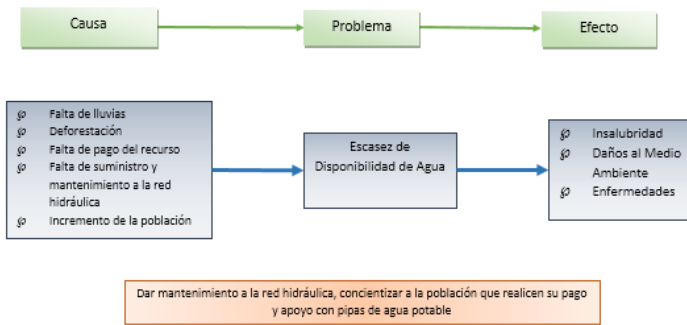 Causa
Problema
Efecto
Falta de lluvias
Deforestación
Falta de pago del recurso
Falta de suministro y
mantenimiento a la red
hidráulica
Incremento de la población
Escasez de
Disponibilidad de Agua
Insalubridad
Daños al Medio
Ambiente
Enfermedades
Dar mantenimiento a la red hidráulica, concientizar a la población que realicen su pago
y apoyo con pipas de agua potable